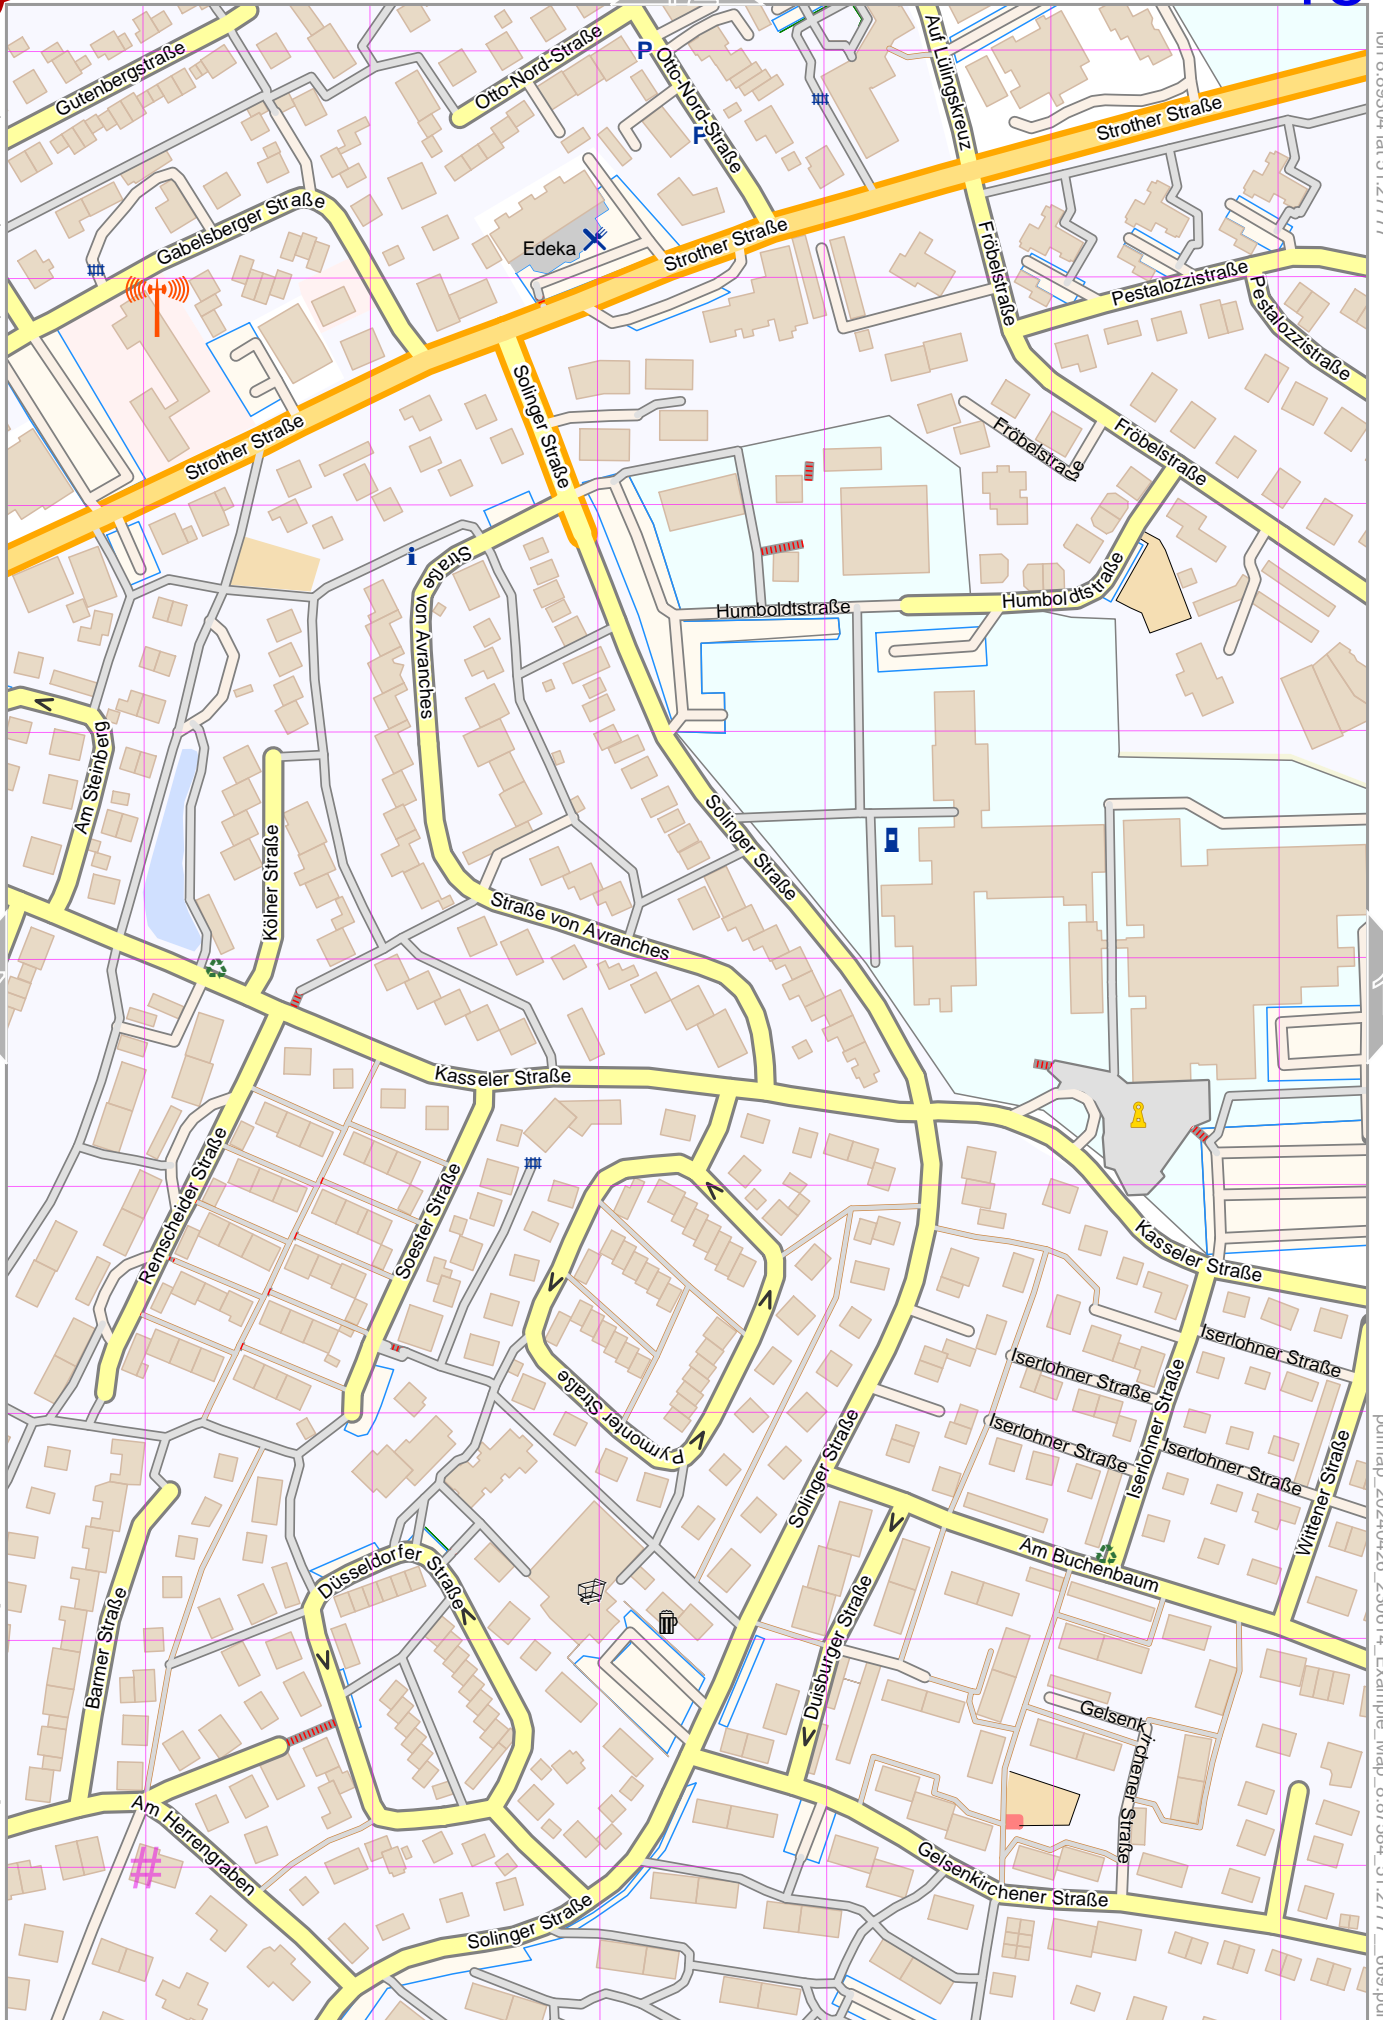 Gutenbergstraße
Otto-Nord-Straße
P
Otto-Nord-Straße
F
Auf Lülingskreuz
Strother Straße
Gabelsberger Straße
Edeka
Strother Straße
Fröbelstraße
Pestalozzistraße
Pestalozzistraße
Solinger Straße
Strother Straße
Fröbelstraße
Fröbelstraße
i
Straße
von Avranches
Humboldtstraße
Humboldtstraße
Am Steinberg
Kölner Straße
Solinger Straße
Straße von Avranches
Kasseler Straße
Remscheider Straße
Soester Straße
Kasseler Straße
Iserlohner Straße
Iserlohner Straße
Iserlohner Straße
Iserlohner Straße
Iserlohner Straße
Pyrmonter Straße
Solinger Straße
Wittener Straße
Am Buchenbaum
Düsseldorfer Straße
Barmer Straße
Duisburger Straße
Gelsenkirchener Straße
Am Herrengraben
#
Gelsenkirchener Straße
Solinger Straße